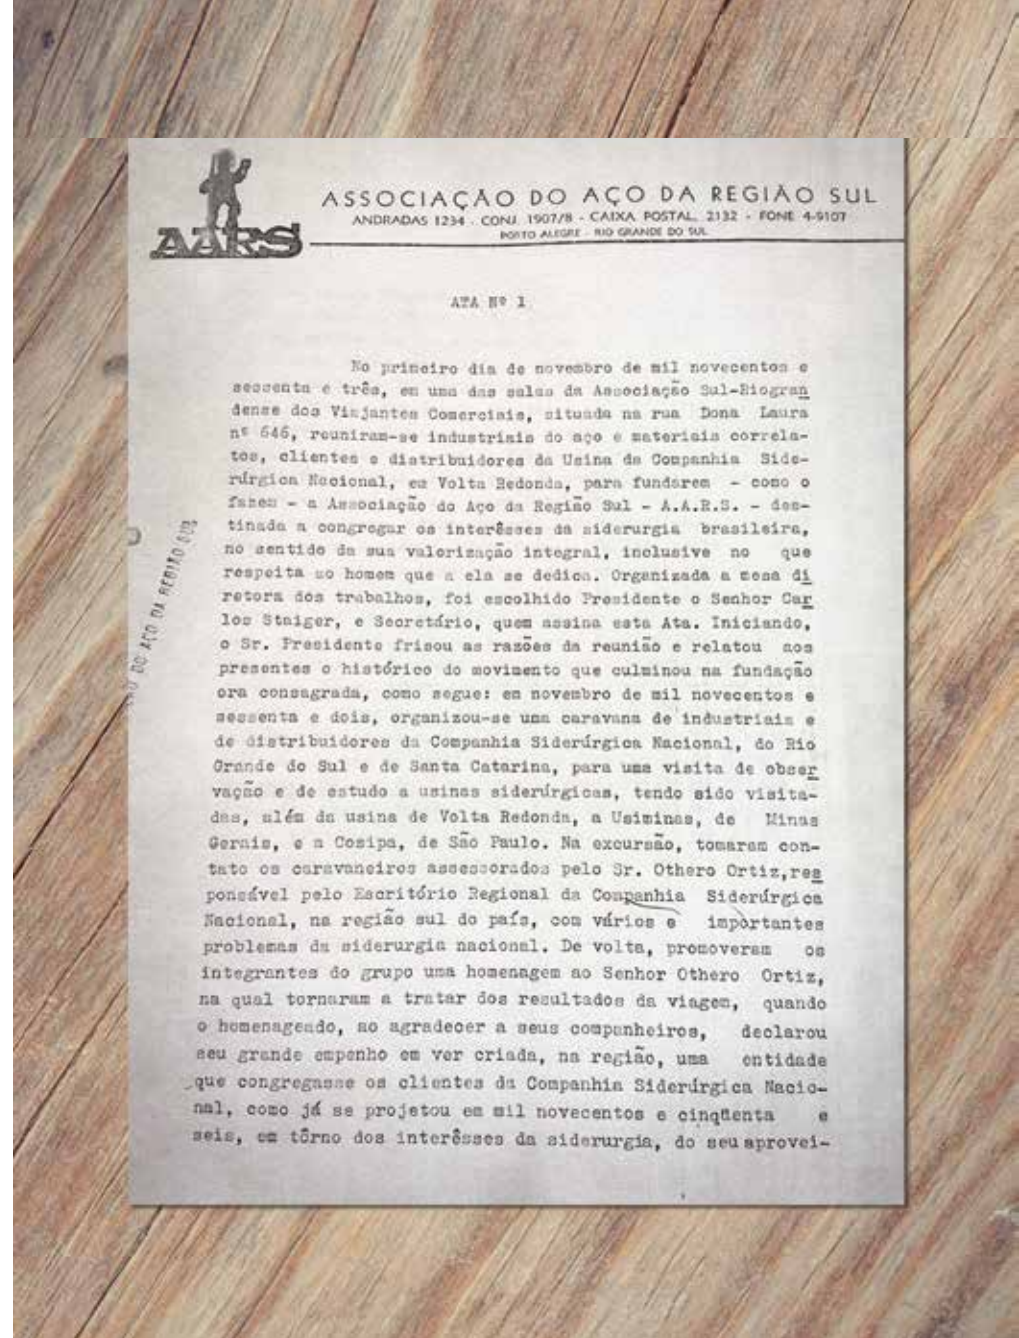 AARS
ASSOCIAÇÃO DO AÇO DA REGIÃO SUL
ANDRADAS 1234 - CONJ. 1907/8 - CAIXA POSTAL, 2132 - FONE 4-9107
PORTO ALEGRE - RIO GRANDE DO SUL
ATA Nº 1
No primeiro dia de novembro de mil novecentos e
sessenta e três, em uma das salas da Associação Sul-Riogran
dense dos Viajantes Comerciais, situada na rua Dona Laura
nº 646, reuniram-se industriais do aço e materiais correla-
tos, clientes e distribuidores da Usina da Companhia Side-
rúrgica Nacional, em Volta Redonda, para fundarem - como o
fazem - a Associação do Aço da Região Sul - A.A.R.S. - des-
tinada a congregar os interêsses da siderurgia brasileira,
no sentido da sua valorização integral, inclusive no que
respeita ao homem que a ela se dedica. Organizada a mesa di
retora dos trabalhos, foi escolhido Presidente o Senhor Car
los Staiger, e Secretário, quem assina esta Ata. Iniciando,
o Sr. Presidente frisou as razões da reunião e relatou aos
presentes o histórico do movimento que culminou na fundação
ora consagrada, como segue: em novembro de mil novecentos e
sessenta e dois, organizou-se uma caravana de industriais e
de distribuidores da Companhia Siderúrgica Nacional, do Rio
Grande do Sul e de Santa Catarina, para uma visita de obser
vação e de estudo a usinas siderúrgicas, tendo sido visita-
das, além da usina de Volta Redonda, a Usiminas, de Minas
Gerais, e a Cosipa, de São Paulo. Na excursão, tomaram con-
tato os caravaneiros assessorados pelo Sr. Othero Ortiz,res
ponsável pelo Escritório Regional da Companhia Siderúrgica
Nacional, na região sul do país, com vários e importantes
problemas da siderurgia nacional. De volta, promoveram os
integrantes do grupo uma homenagem ao Senhor Othero Ortiz,
na qual tornaram a tratar dos resultados da viagem, quando
o homenageado, ao agradecer a seus companheiros, declarou
seu grande empenho em ver criada, na região, uma entidade
que congregasse os clientes da Companhia Siderúrgica Nacio-
nal, como já se projetou em mil novecentos e cinqüenta e
seis, em tôrno dos interêsses da siderurgia, do seu aprovei-
DO AÇO DA REGIÃO SUL